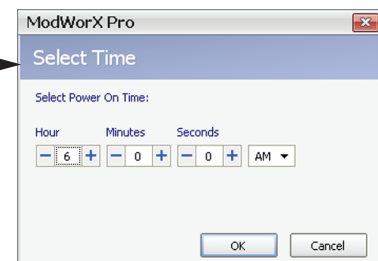 ModWorX Pro
Select Time
Select Power On Time:
Hour Minutes Seconds
− 6 + − 0 + − 0 + AM
OK Cancel